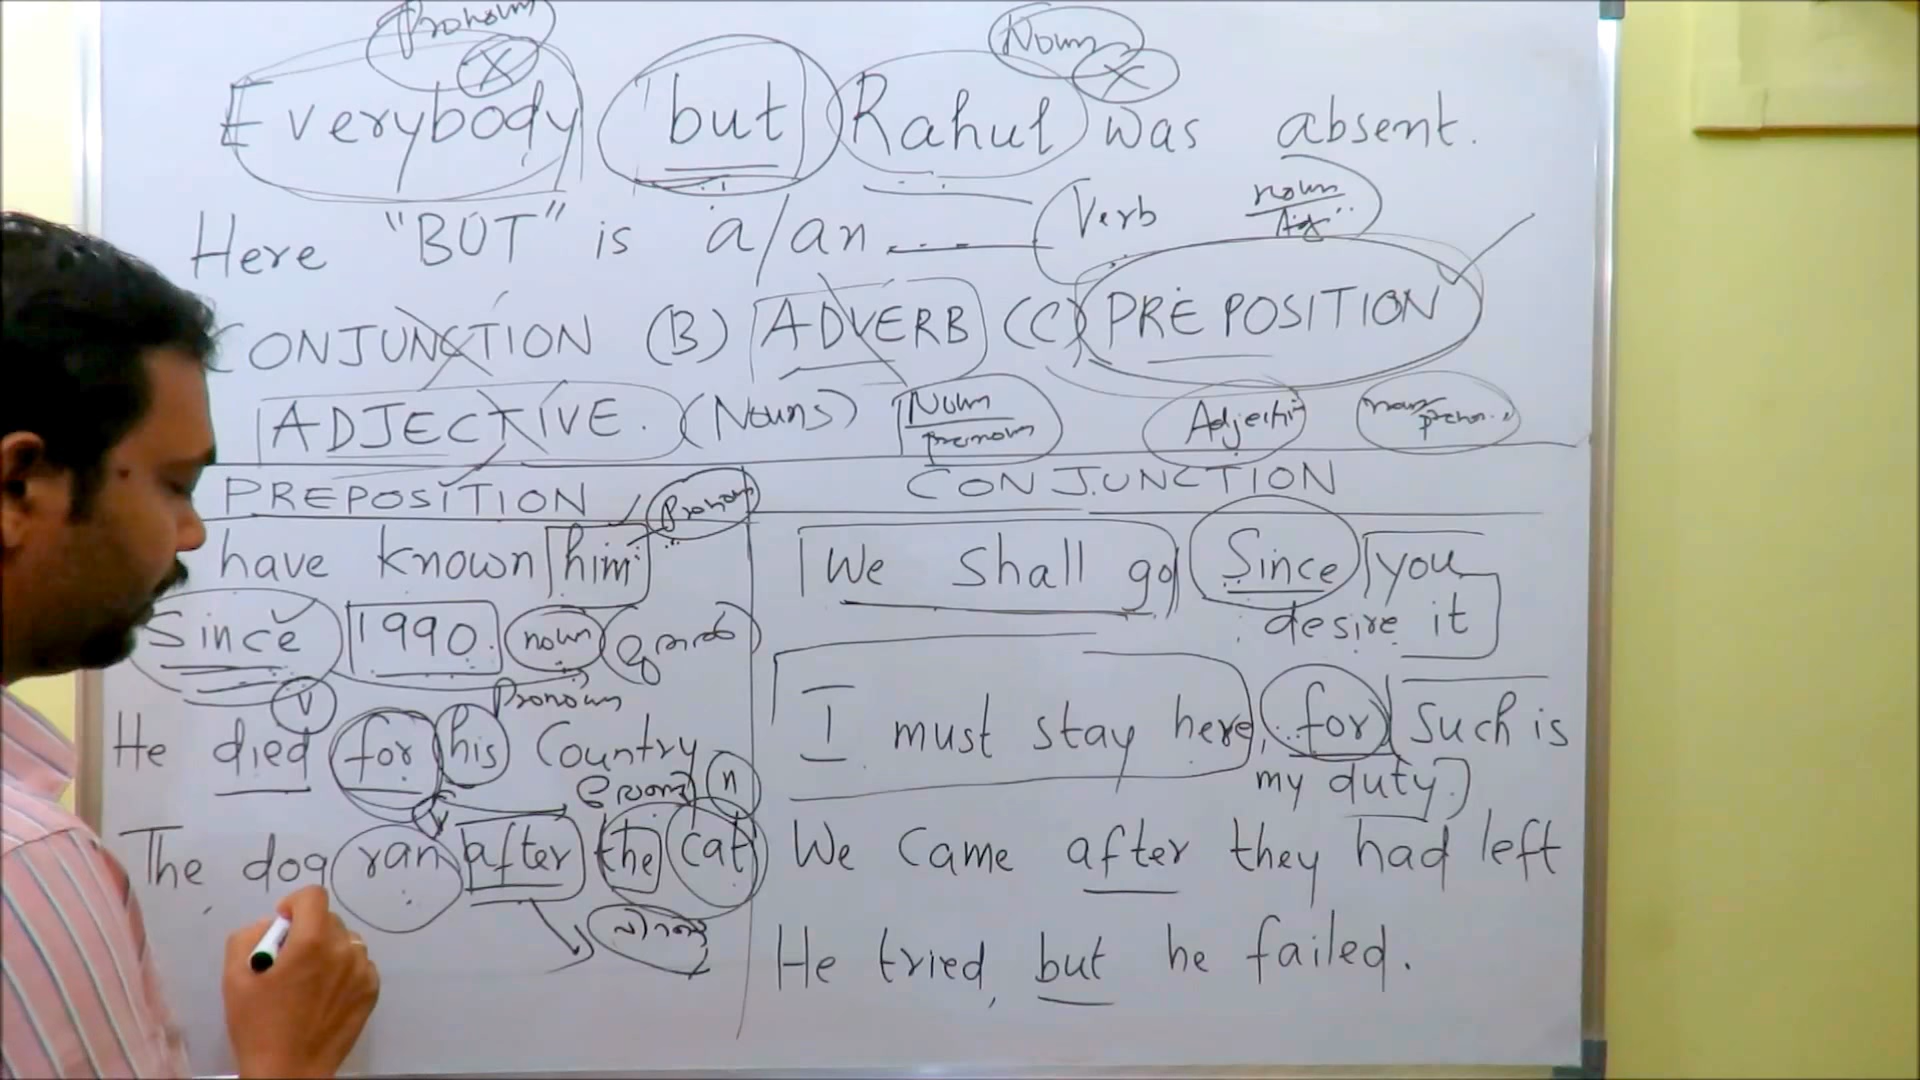 Pronoun Noun
X X
Everybody but Rahul was absent.
Here "BUT" is a/an Verb noun
CONJUNCTION (B) ADVERB (C) PREPOSITION
ADJECTIVE. (Nouns) Noun Adjecti
pronoun
PREPOSITION
have known him Pronoun
Since 1990. noun
Pronoun
v
He died for his Country
n
v
The dog ran after the cat
CONJUNCTION
We shall go Since you
desire it
I must stay here, for such is
my duty.
We came after they had left
He tried, but he failed.